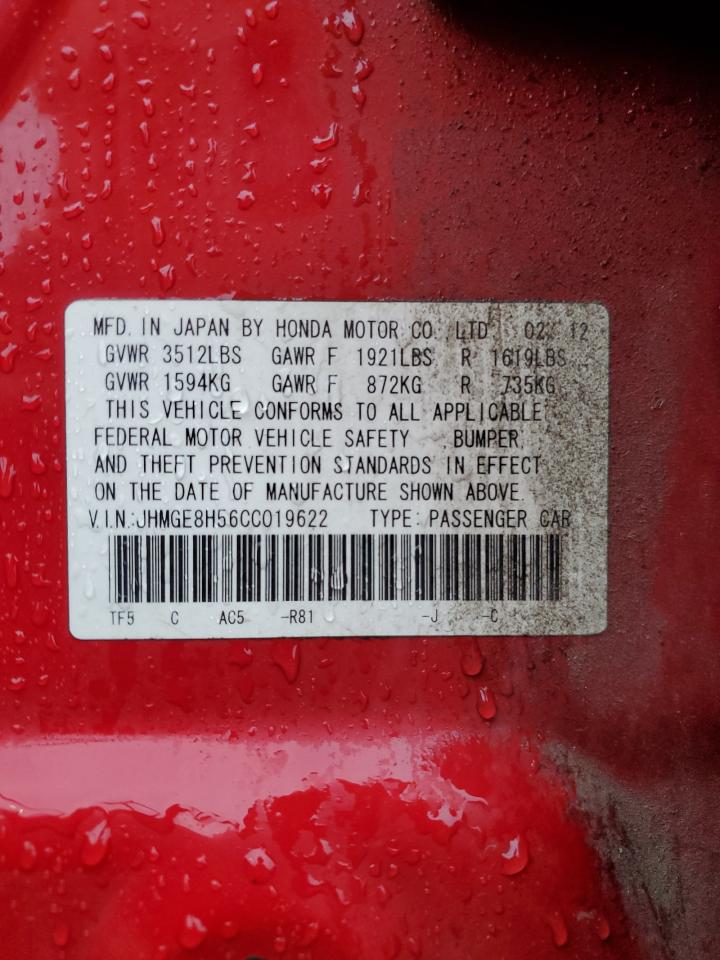 MFD. IN JAPAN BY HONDA MOTOR CO., LTD 02/12
GVWR 3512LBS GAWR F 1921LBS R 1619LBS
GVWR 1594KG GAWR F 872KG R 735KG
THIS VEHICLE CONFORMS TO ALL APPLICABLE
FEDERAL MOTOR VEHICLE SAFETY , BUMPER,
AND THEFT PREVENTION STANDARDS IN EFFECT
ON THE DATE OF MANUFACTURE SHOWN ABOVE.
V.I.N.:JHMGE8H56CC019622 TYPE: PASSENGER CAR
TF5 C AC5 -R81 -J -C